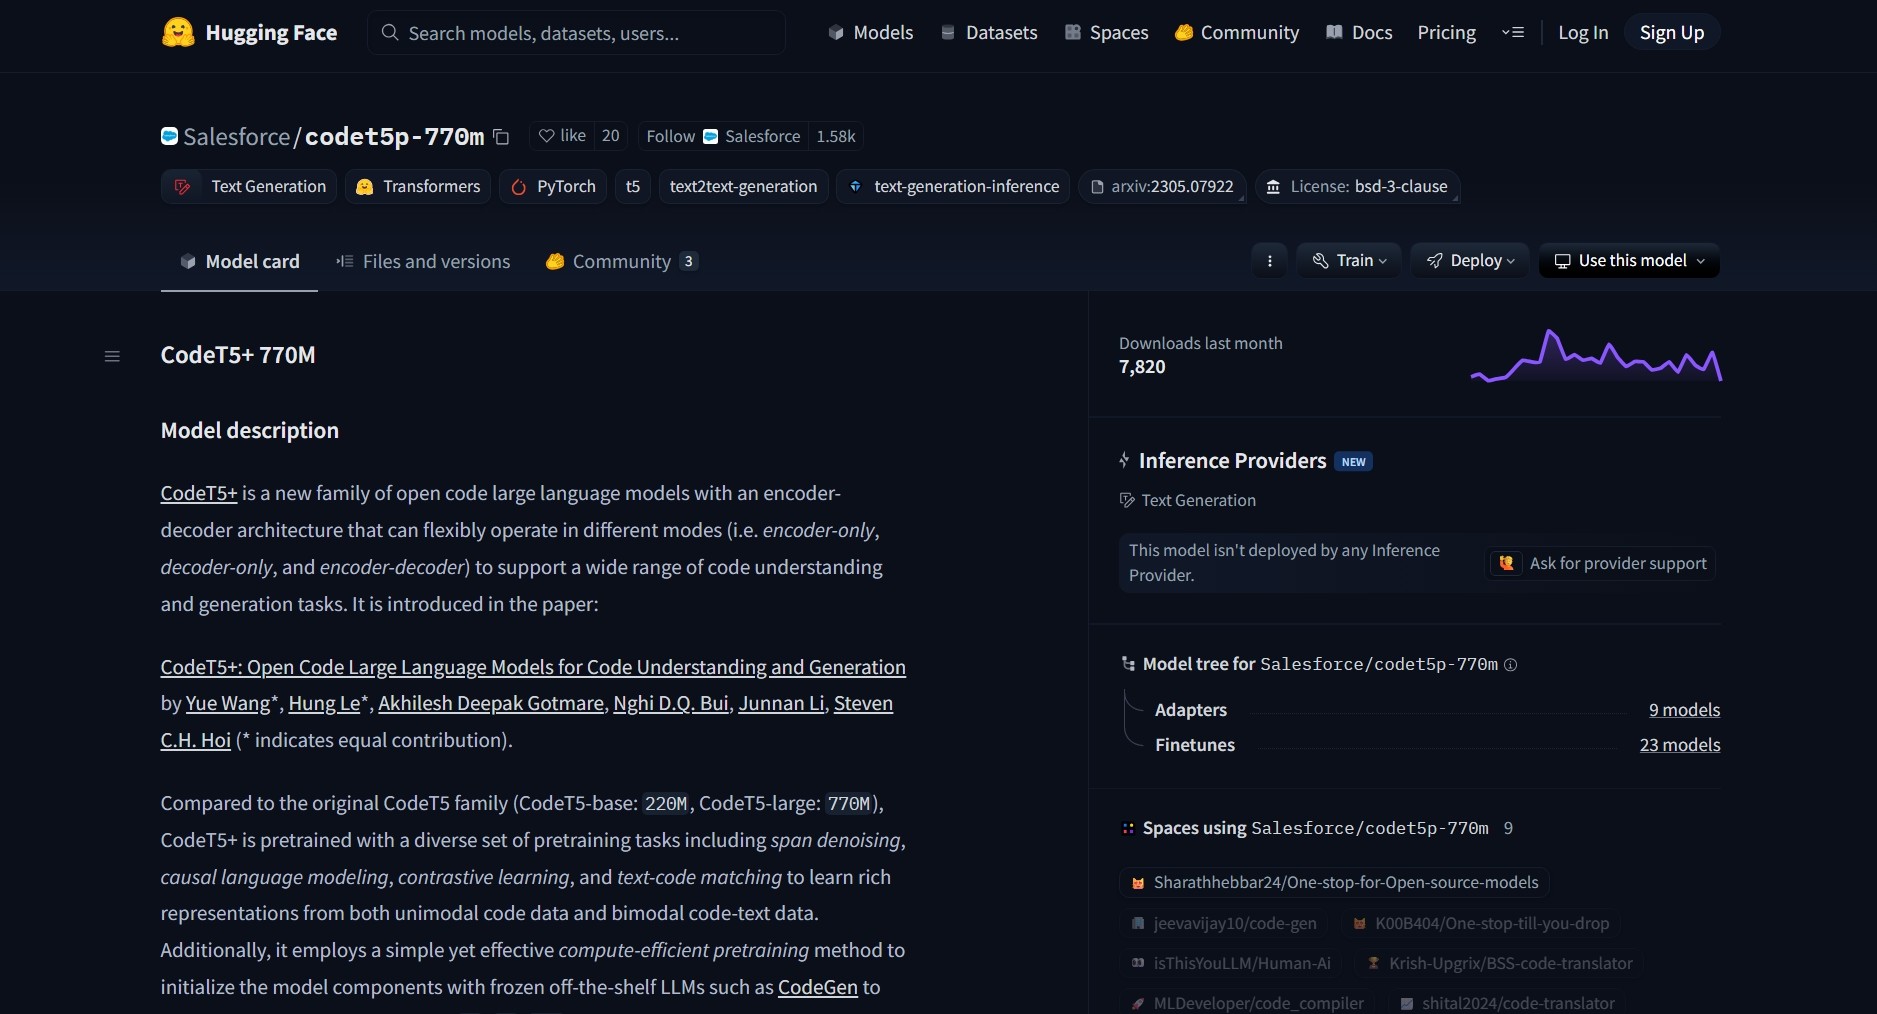 Hugging Face
Search models, datasets, users...
Models
Datasets
Spaces
Community
Docs
Pricing
Log In
Sign Up
Salesforce/codet5p-770m
like 20
Follow Salesforce 1.58k
Text Generation
Transformers
PyTorch
t5
text2text-generation
text-generation-inference
arxiv:2305.07922
License: bsd-3-clause
Model card
Files and versions
Community 3
Train
Deploy
Use this model
CodeT5+ 770M
Model description
CodeT5+ is a new family of open code large language models with an encoder-
decoder architecture that can flexibly operate in different modes (i.e. encoder-only,
decoder-only, and encoder-decoder) to support a wide range of code understanding
and generation tasks. It is introduced in the paper:
CodeT5+: Open Code Large Language Models for Code Understanding and Generation
by Yue Wang*, Hung Le*, Akhilesh Deepak Gotmare, Nghi D.Q. Bui, Junnan Li, Steven
C.H. Hoi (* indicates equal contribution).
Compared to the original CodeT5 family (CodeT5-base: 220M, CodeT5-large: 770M),
CodeT5+ is pretrained with a diverse set of pretraining tasks including span denoising,
causal language modeling, contrastive learning, and text-code matching to learn rich
representations from both unimodal code data and bimodal code-text data.
Additionally, it employs a simple yet effective compute-efficient pretraining method to
initialize the model components with frozen off-the-shelf LLMs such as CodeGen to
Downloads last month
7,820
Inference Providers NEW
Text Generation
This model isn't deployed by any Inference
Provider.
Ask for provider support
Model tree for Salesforce/codet5p-770m
Adapters 9 models
Finetunes 23 models
Spaces using Salesforce/codet5p-770m 9
Sharathhebbar24/One-stop-for-Open-source-models
jeevavijay10/code-gen
K00B404/One-stop-till-you-drop
isThisYouLLM/Human-Ai
Krish-Upgrix/BSS-code-translator
MLDeveloper/code_compiler
shital2024/code-translator